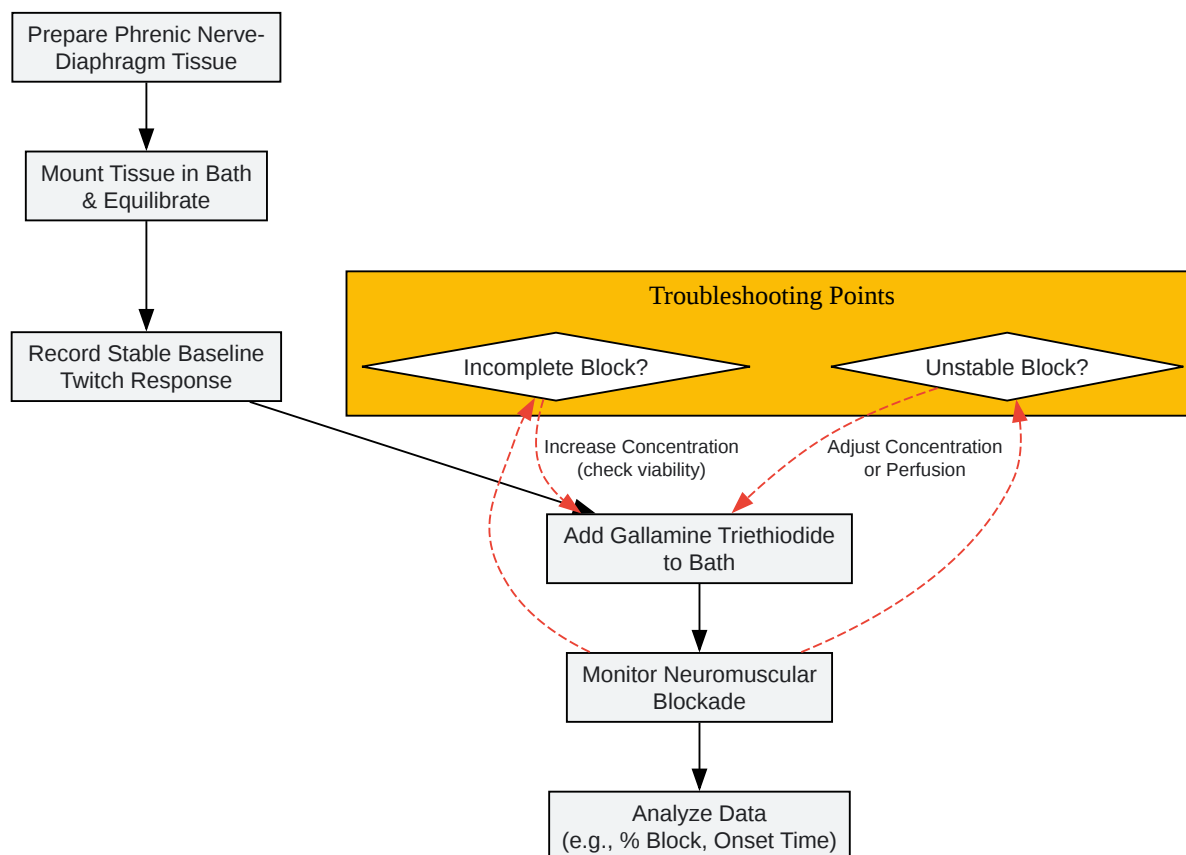 Prepare Phrenic Nerve-
Diaphragm Tissue
Mount Tissue in Bath
& Equilibrate
Troubleshooting Points
Record Stable Baseline
Twitch Response
Incomplete Block?
Unstable Block?
Increase Concentration
(check viability)
Adjust Concentration
or Perfusion
Add Gallamine Triethiodide
to Bath
Monitor Neuromuscular
Blockade
Analyze Data
(e.g., % Block, Onset Time)